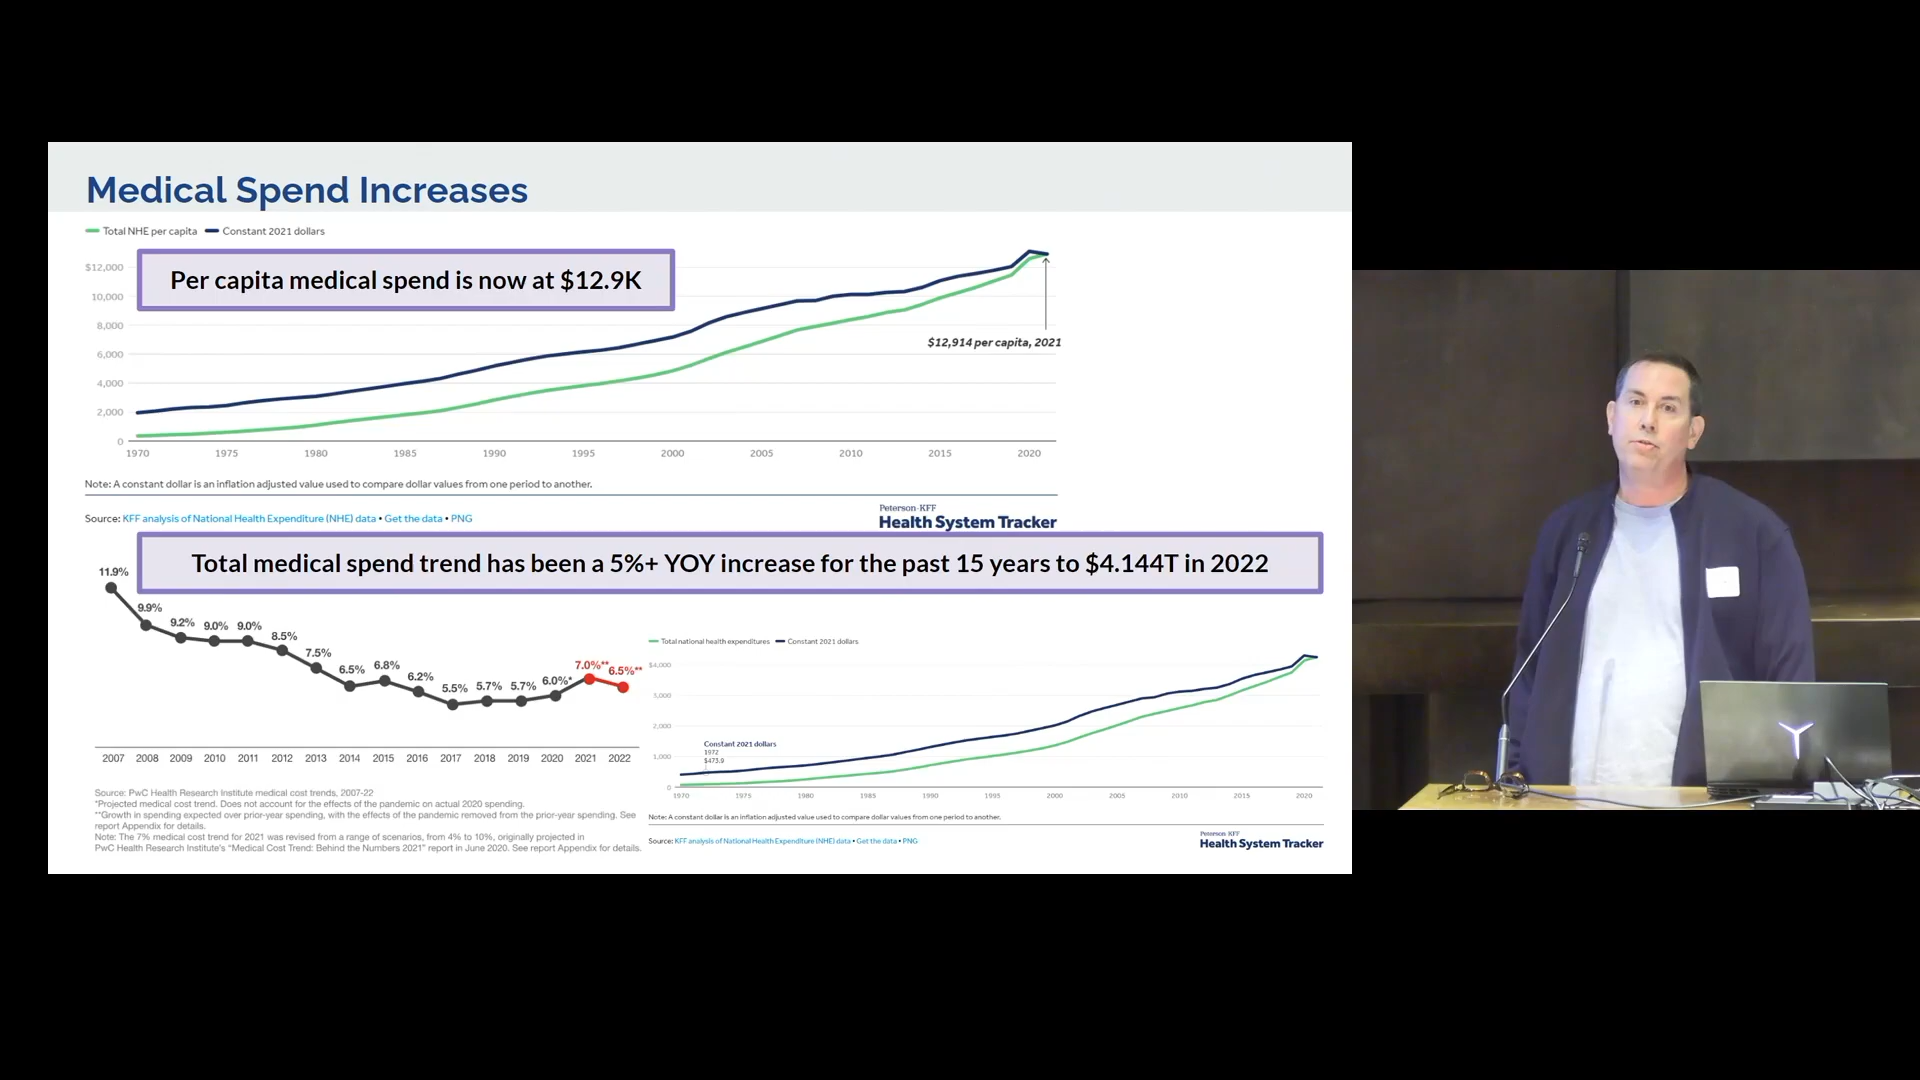 Medical Spend Increases
Total NHE per capita Constant 2021 dollars
Per capita medical spend is now at $12.9K
$12,000
10,000
8,000
6,000
4,000
2,000
0
$12,914 per capita, 2021
1970 1975 1980 1985 1990 1995 2000 2005 2010 2015 2020
Note: A constant dollar is an inflation adjusted value used to compare dollar values from one period to another.
Source: KFF analysis of National Health Expenditure (NHE) data • Get the data • PNG
Peterson-KFF
Health System Tracker
Total medical spend trend has been a 5%+ YOY increase for the past 15 years to $4.144T in 2022
11.9% 9.9% 9.2% 9.0% 9.0% 8.5% 7.5% 6.5% 6.8% 6.2% 5.5% 5.7% 5.7% 6.0%* 7.0%** 6.5%**
2007 2008 2009 2010 2011 2012 2013 2014 2015 2016 2017 2018 2019 2020 2021 2022
Source: PwC Health Research Institute medical cost trends, 2007-22
*Projected medical cost trend. Does not account for the effects of the pandemic on actual 2020 spending.
**Growth in spending expected over prior-year spending, with the effects of the pandemic removed from the prior-year spending. See
report Appendix for details.
Note: The 7% medical cost trend for 2021 was revised from a range of scenarios, from 4% to 10%, originally projected in
PwC Health Research Institute's "Medical Cost Trend: Behind the Numbers 2021" report in June 2020. See report Appendix for details.
Total national health expenditures Constant 2021 dollars
$4,000
3,000
2,000
1,000
0
Constant 2021 dollars
1972
$473.9
1970 1975 1980 1985 1990 1995 2000 2005 2010 2015 2020
Note: A constant dollar is an inflation adjusted value used to compare dollar values from one period to another.
Source: KFF analysis of National Health Expenditure (NHE) data • Get the data • PNG
Peterson-KFF
Health System Tracker